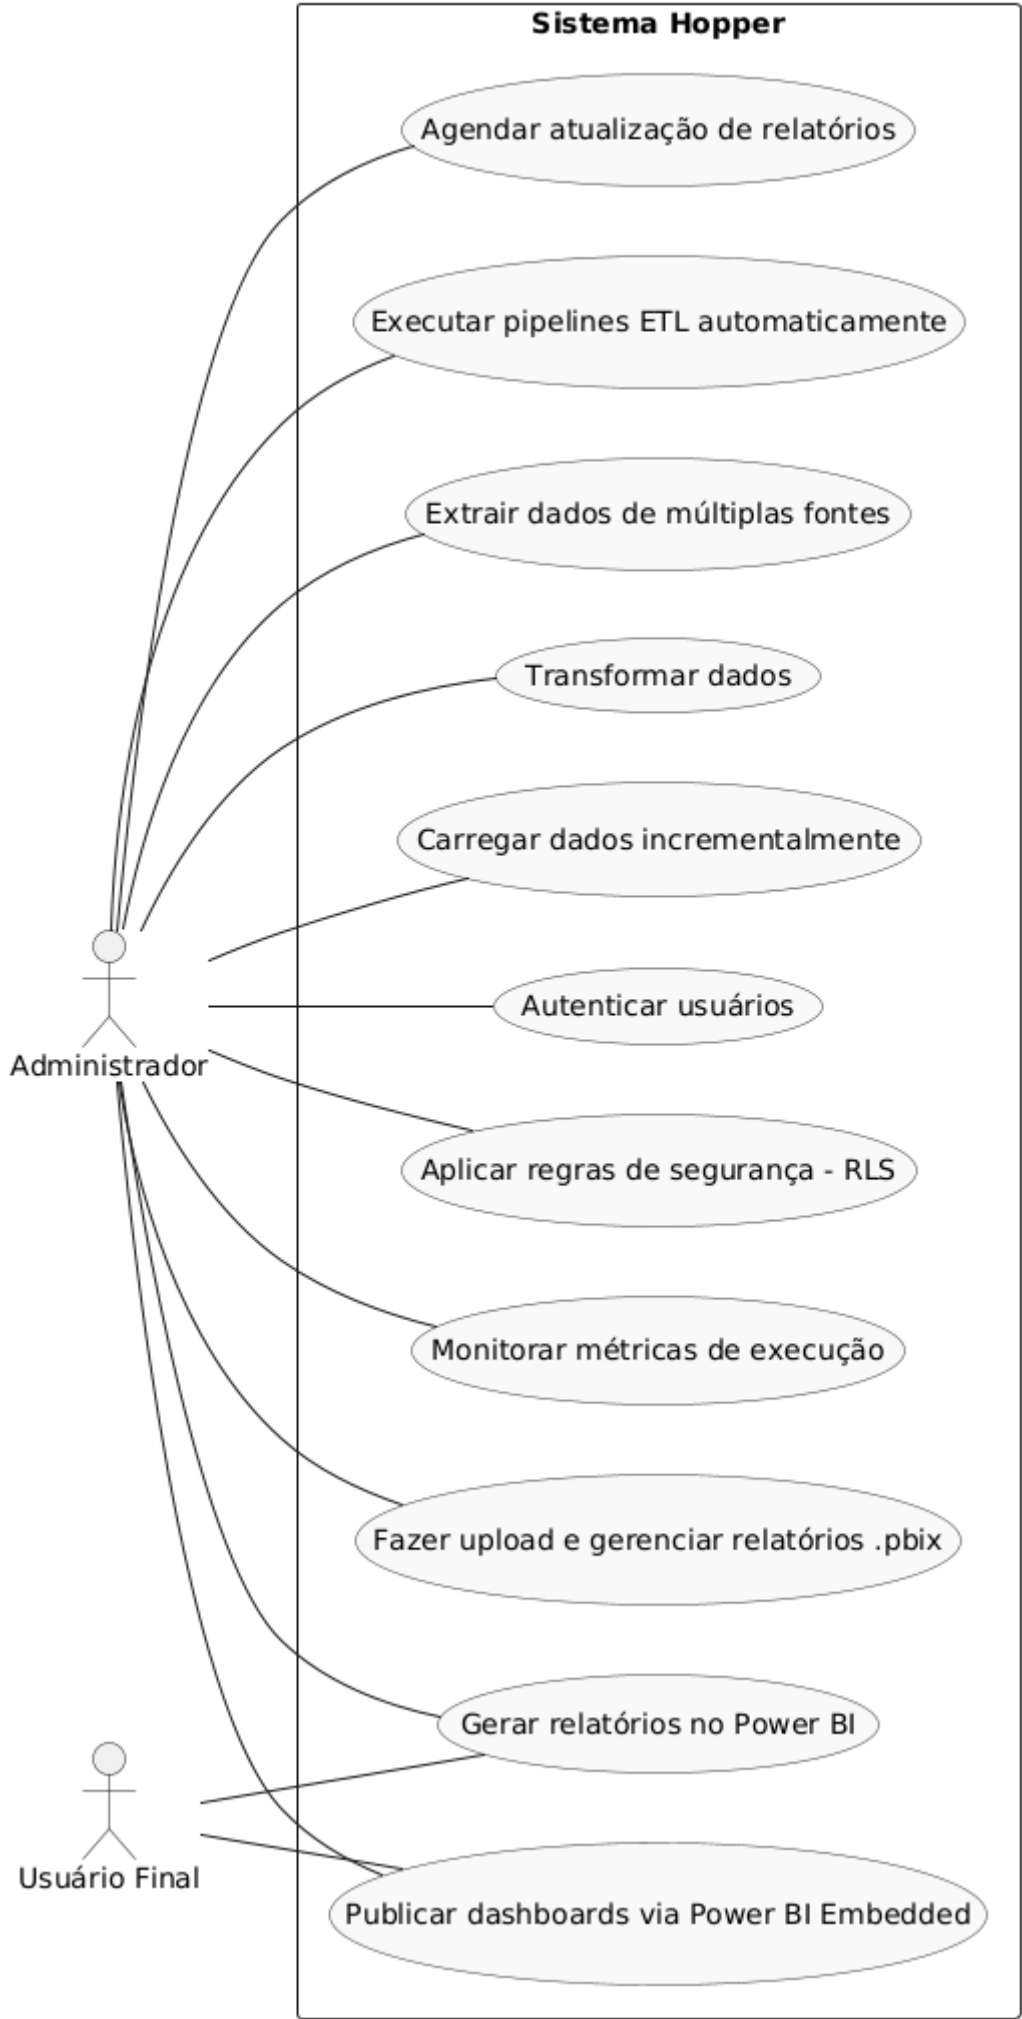 Sistema Hopper
Agendar atualização de relatórios
Executar pipelines ETL automaticamente
Extrair dados de múltiplas fontes
Transformar dados
Carregar dados incrementalmente
Autenticar usuários
Administrador
Aplicar regras de segurança - RLS
Monitorar métricas de execução
Fazer upload e gerenciar relatórios .pbix
Gerar relatórios no Power BI
Usuário Final
Publicar dashboards via Power BI Embedded